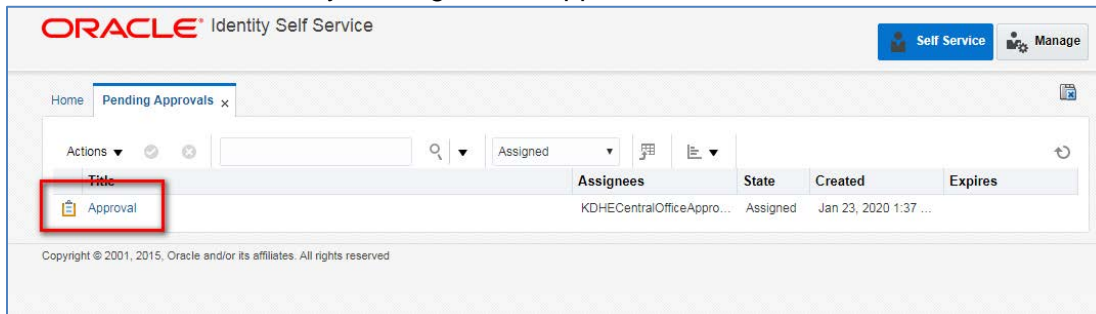 ORACLE® Identity Self Service
Self Service Manage
Home Pending Approvals x
Actions Assigned
Title Assignees State Created Expires
Approval KDHECentralOfficeAppro... Assigned Jan 23, 2020 1:37 ...
Copyright © 2001, 2015, Oracle and/or its affiliates. All rights reserved